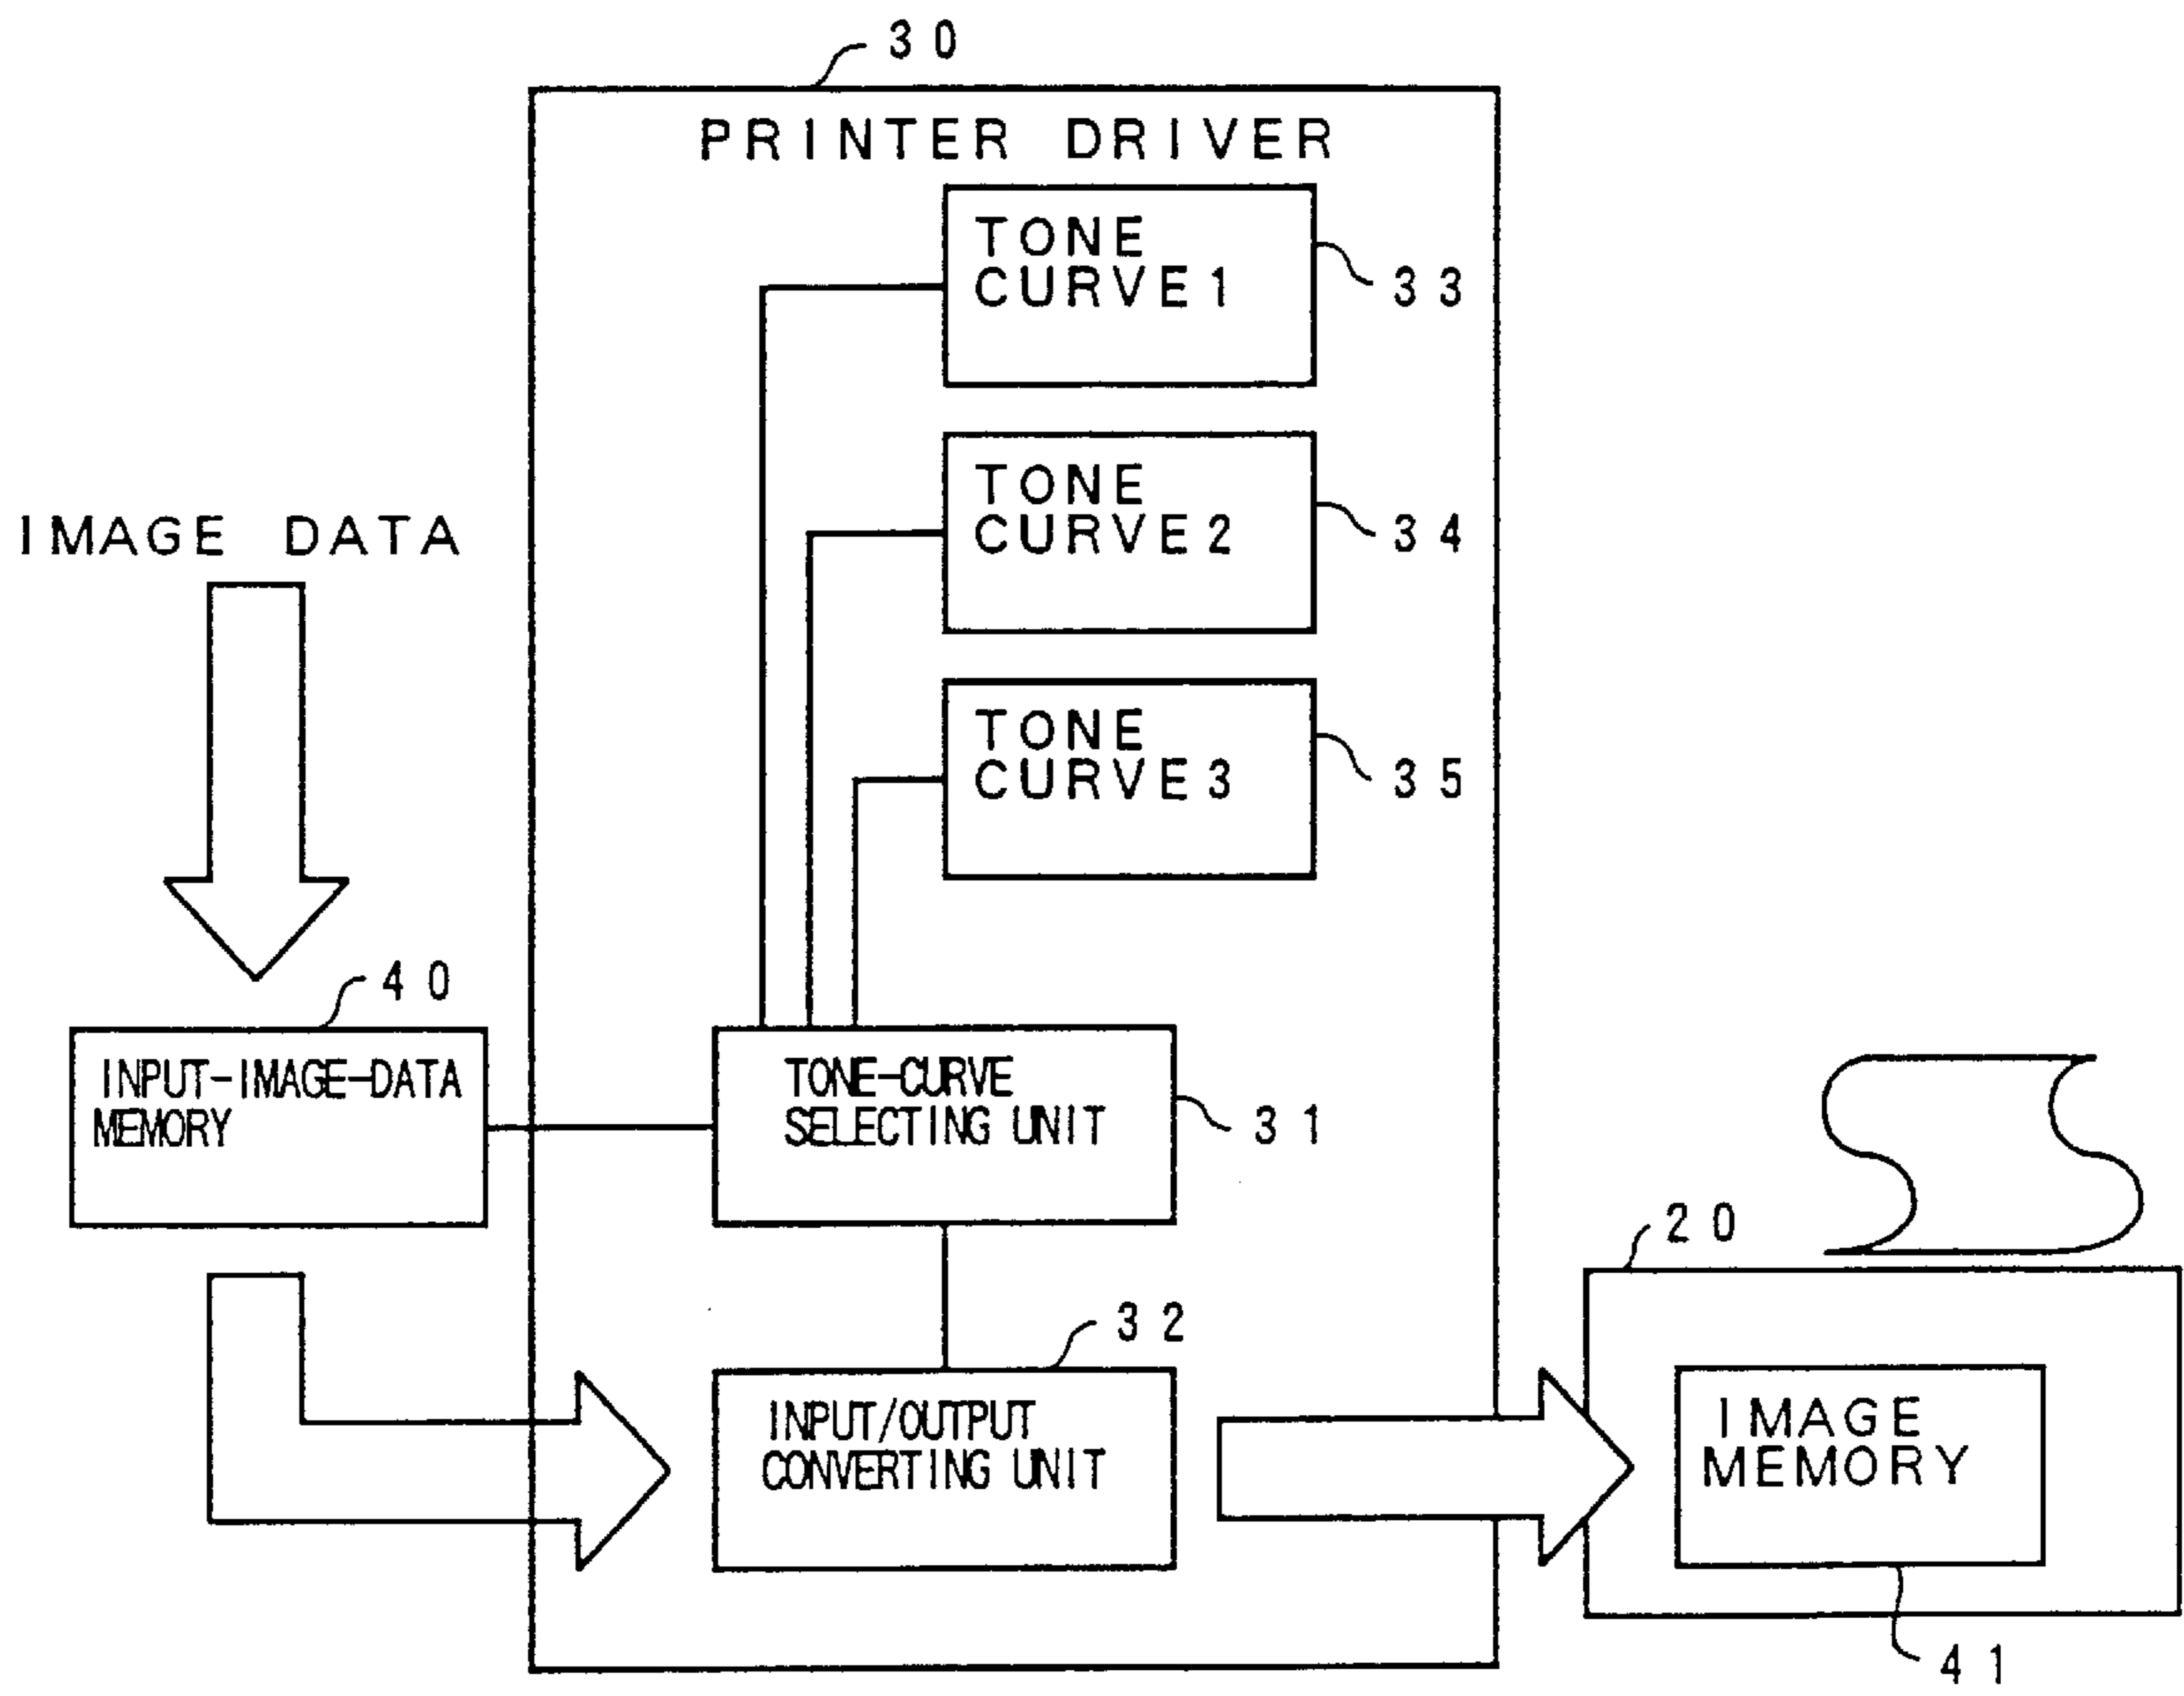 30
PRINTER DRIVER
TONE
CURVE1
33
TONE
CURVE2
34
IMAGE DATA
TONE
CURVE3
35
40
INPUT-IMAGE-DATA
MEMORY
TONE-CURVE
SELECTING UNIT
31
20
32
INPUT/OUTPUT
CONVERTING UNIT
IMAGE
MEMORY
41